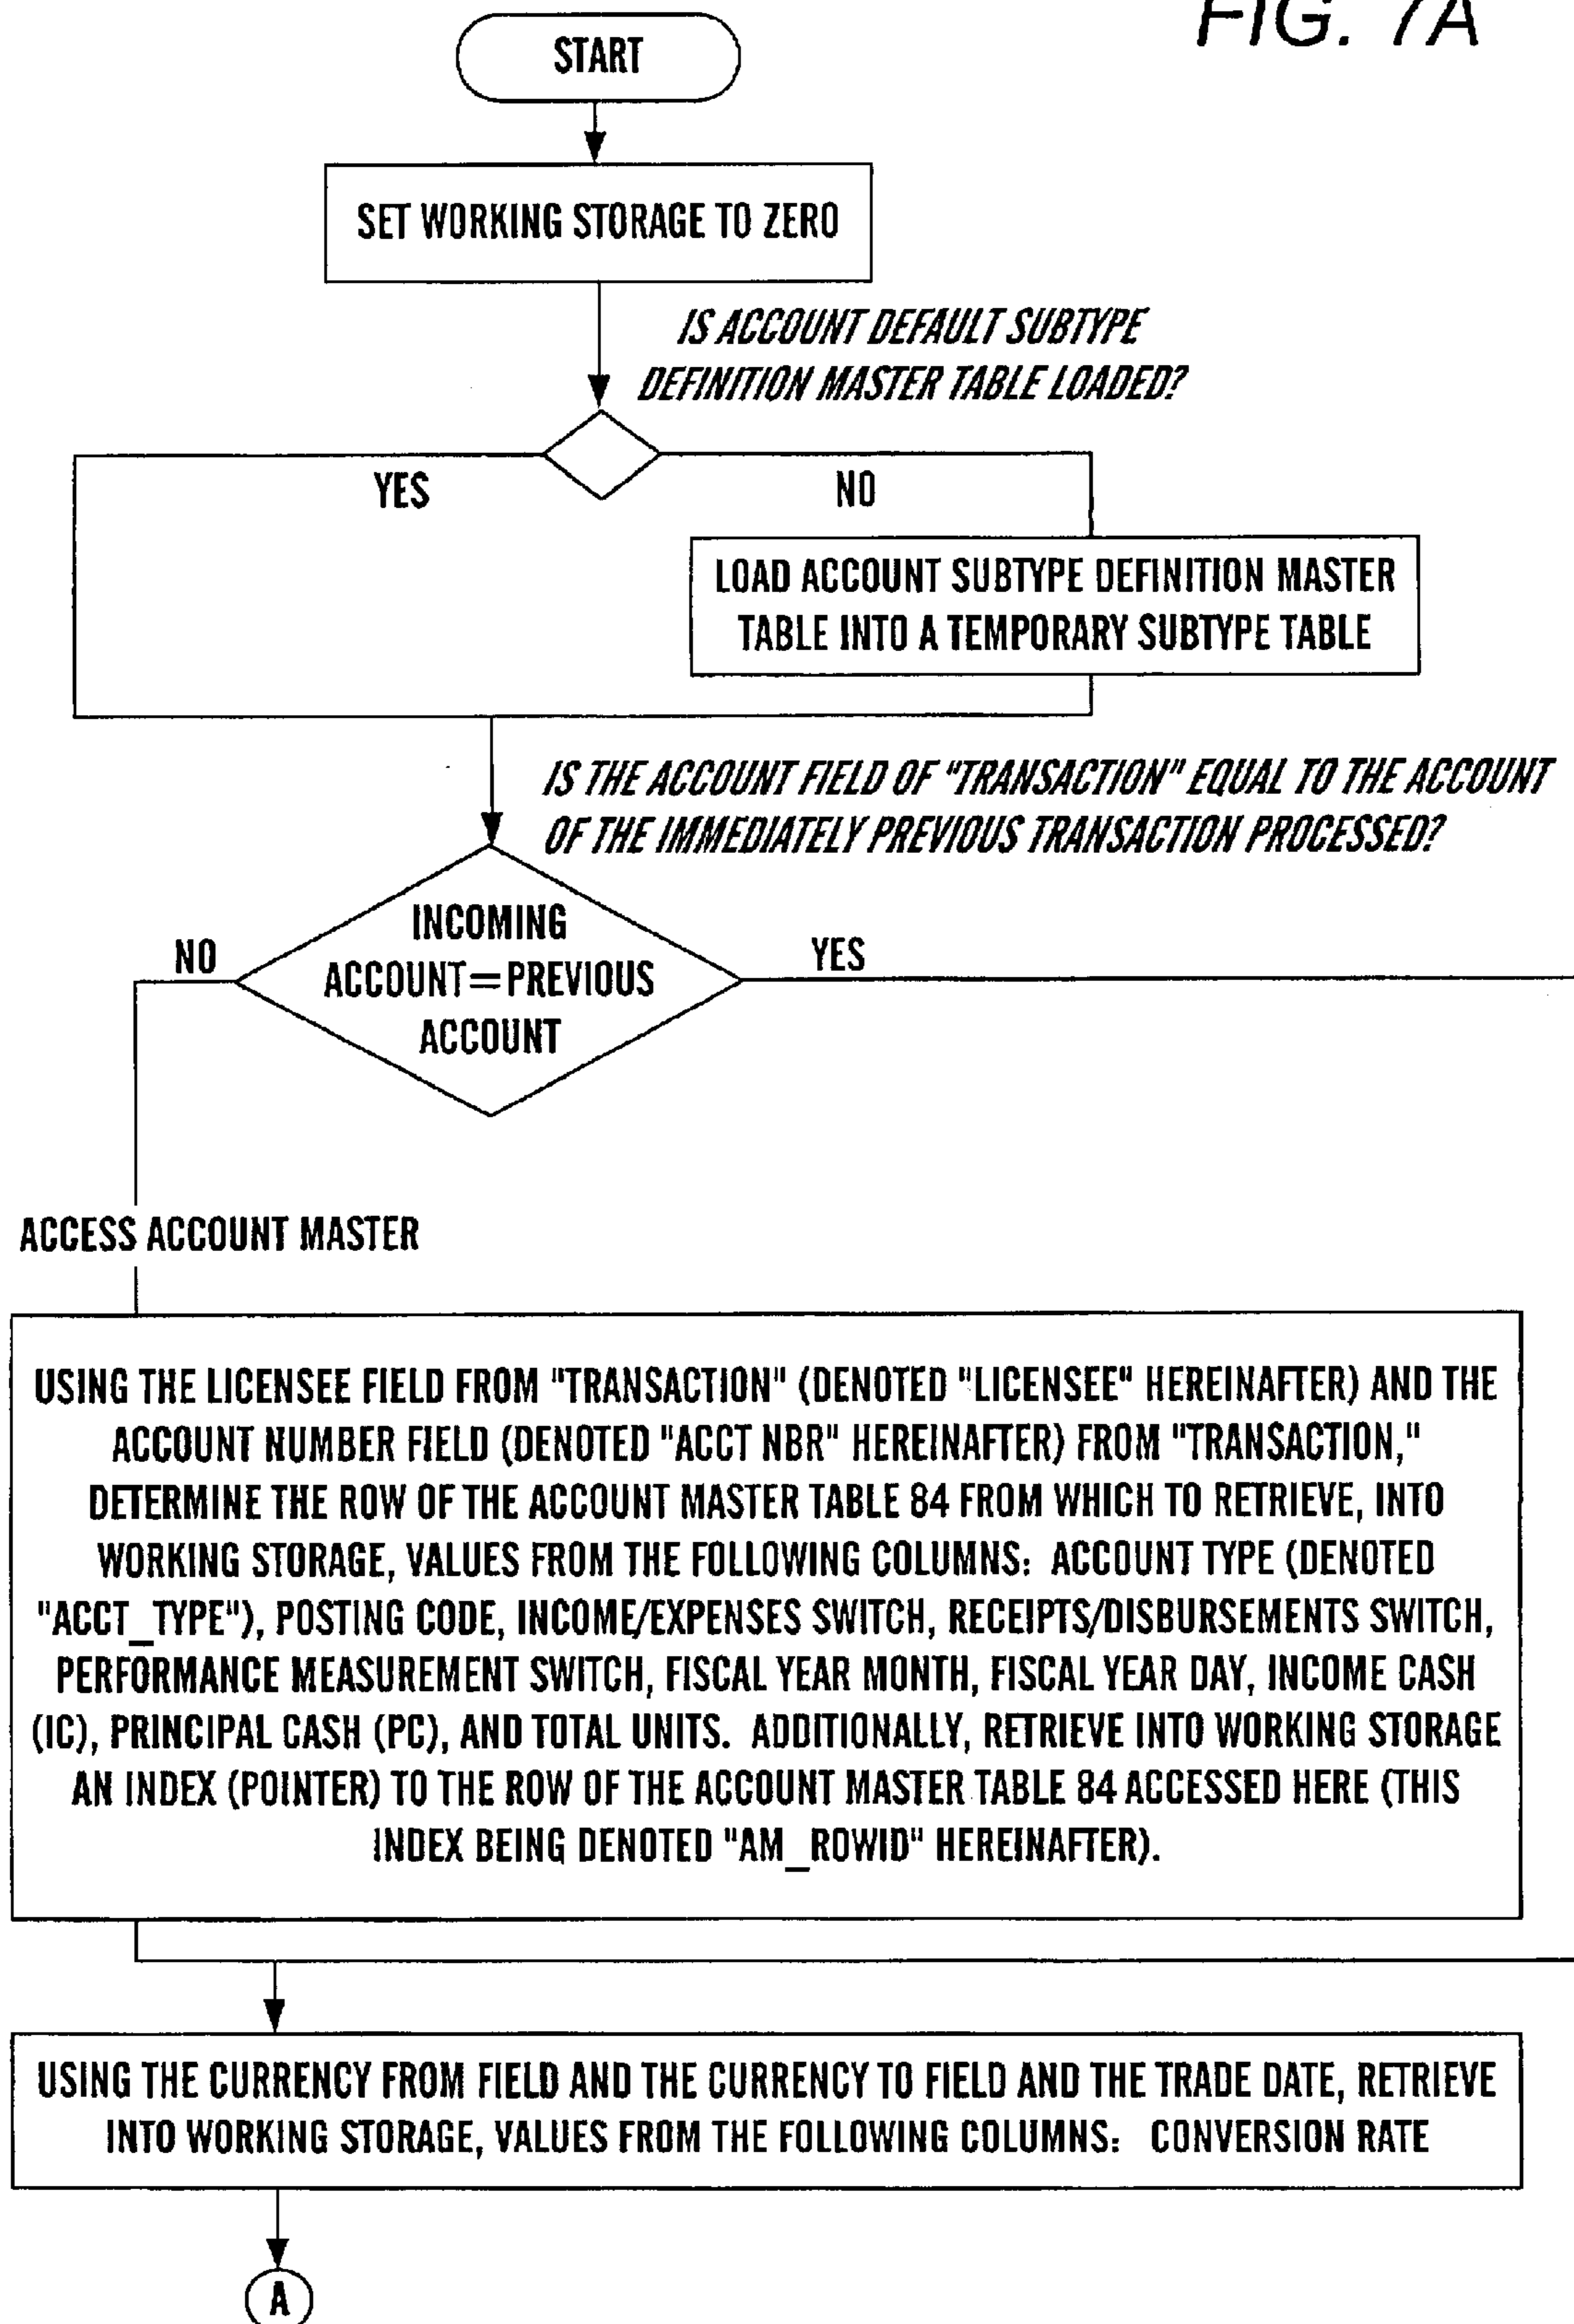 FIG. 7A
START
SET WORKING STORAGE TO ZERO
IS ACCOUNT DEFAULT SUBTYPE
DEFINITION MASTER TABLE LOADED?
YES
NO
LOAD ACCOUNT SUBTYPE DEFINITION MASTER
TABLE INTO A TEMPORARY SUBTYPE TABLE
IS THE ACCOUNT FIELD OF "TRANSACTION" EQUAL TO THE ACCOUNT
OF THE IMMEDIATELY PREVIOUS TRANSACTION PROCESSED?
NO
INCOMING
ACCOUNT=PREVIOUS
ACCOUNT
YES
ACCESS ACCOUNT MASTER
USING THE LICENSEE FIELD FROM "TRANSACTION" (DENOTED "LICENSEE" HEREINAFTER) AND THE
ACCOUNT NUMBER FIELD (DENOTED "ACCT NBR" HEREINAFTER) FROM "TRANSACTION,"
DETERMINE THE ROW OF THE ACCOUNT MASTER TABLE 84 FROM WHICH TO RETRIEVE, INTO
WORKING STORAGE, VALUES FROM THE FOLLOWING COLUMNS: ACCOUNT TYPE (DENOTED
"ACCT_TYPE"), POSTING CODE, INCOME/EXPENSES SWITCH, RECEIPTS/DISBURSEMENTS SWITCH,
PERFORMANCE MEASUREMENT SWITCH, FISCAL YEAR MONTH, FISCAL YEAR DAY, INCOME CASH
(IC), PRINCIPAL CASH (PC), AND TOTAL UNITS. ADDITIONALLY, RETRIEVE INTO WORKING STORAGE
AN INDEX (POINTER) TO THE ROW OF THE ACCOUNT MASTER TABLE 84 ACCESSED HERE (THIS
INDEX BEING DENOTED "AM_ROWID" HEREINAFTER).
USING THE CURRENCY FROM FIELD AND THE CURRENCY TO FIELD AND THE TRADE DATE, RETRIEVE
INTO WORKING STORAGE, VALUES FROM THE FOLLOWING COLUMNS: CONVERSION RATE
A